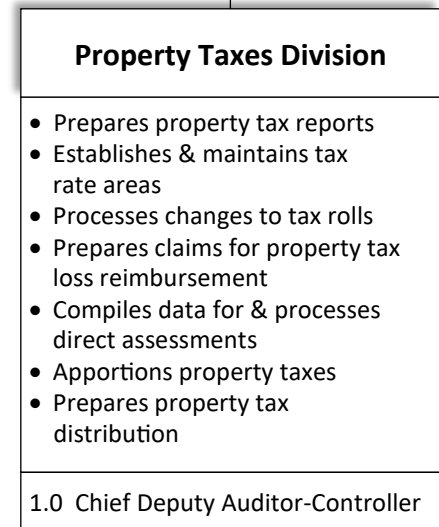 Property Taxes Division
• Prepares property tax reports
• Establishes & maintains tax
rate areas
• Processes changes to tax rolls
• Prepares claims for property tax
loss reimbursement
• Compiles data for & processes
direct assessments
• Apportions property taxes
• Prepares property tax
distribution
1.0 Chief Deputy Auditor-Controller